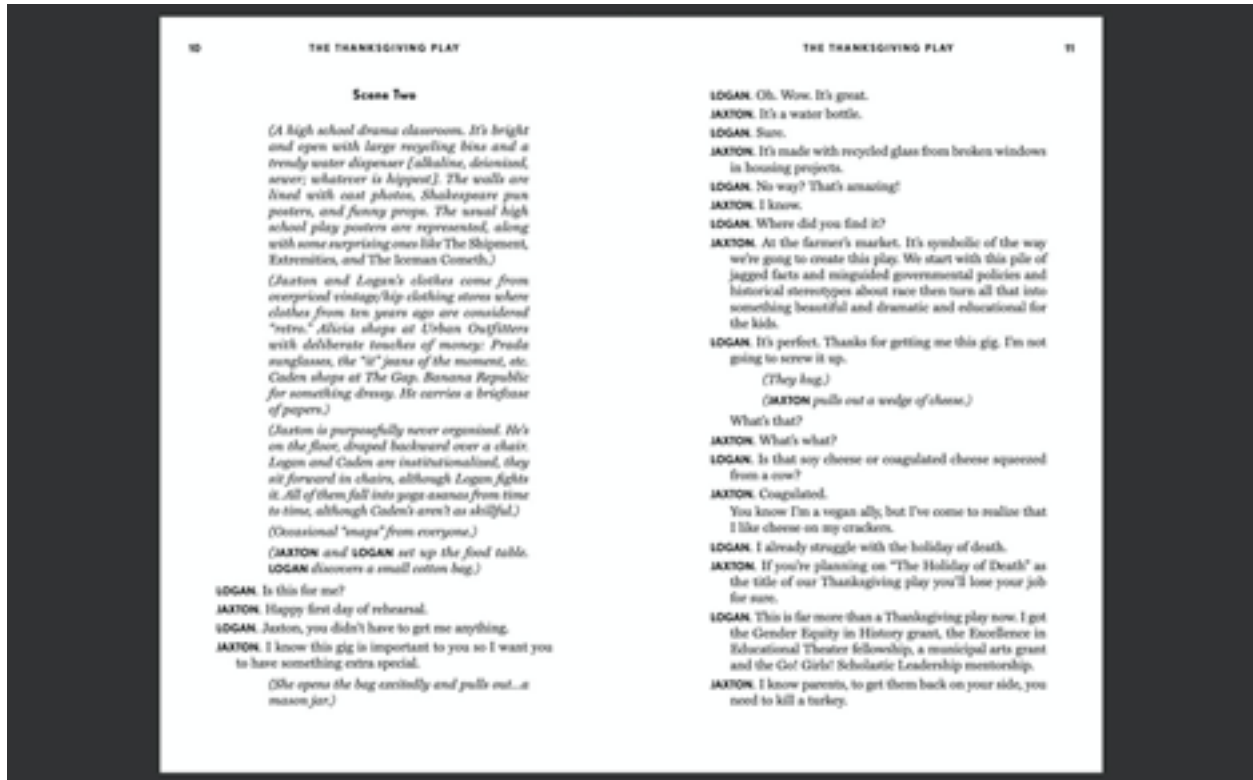 10
THE THANKSGIVING PLAY
Scene Two
(A high school drama classroom. It's bright
and open with large recycling bins and a
trendy water dispenser [alkaline, deionized,
sewer; whatever is hippest]. The walls are
lined with cast photos, Shakespeare pun
posters, and funny props. The usual high
school play posters are represented, along
with some surprising ones like The Shipment,
Extremities, and The Iceman Cometh.)
(Jaxton and Logan's clothes come from
overpriced vintage/hip clothing stores where
clothes from ten years ago are considered
"retro." Alicia shops at Urban Outfitters
with deliberate touches of money: Prada
sunglasses, the "it" jeans of the moment, etc.
Caden shops at The Gap. Banana Republic
for something dressy. He carries a briefcase
of papers.)
(Jaxton is purposefully never organized. He's
on the floor, draped backward over a chair.
Logan and Caden are institutionalized, they
sit forward in chairs, although Logan fights
it. All of them fall into yoga asanas from time
to time, although Caden's aren't as skillful.)
(Occasional "snaps" from everyone.)
(JAXTON and LOGAN set up the food table.
LOGAN discovers a small cotton bag.)
LOGAN. Is this for me?
JAXTON. Happy first day of rehearsal.
LOGAN. Jaxton, you didn't have to get me anything.
JAXTON. I know this gig is important to you so I want you
to have something extra special.
(She opens the bag excitedly and pulls out...a
mason jar.)
THE THANKSGIVING PLAY
11
LOGAN. Oh. Wow. It's great.
JAXTON. It's a water bottle.
LOGAN. Sure.
JAXTON. It's made with recycled glass from broken windows
in housing projects.
LOGAN. No way? That's amazing!
JAXTON. I know.
LOGAN. Where did you find it?
JAXTON. At the farmer's market. It's symbolic of the way
we're gong to create this play. We start with this pile of
jagged facts and misguided governmental policies and
historical stereotypes about race then turn all that into
something beautiful and dramatic and educational for
the kids.
LOGAN. It's perfect. Thanks for getting me this gig. I'm not
going to screw it up.
(They hug.)
(JAXTON pulls out a wedge of cheese.)
What's that?
JAXTON. What's what?
LOGAN. Is that soy cheese or coagulated cheese squeezed
from a cow?
JAXTON. Coagulated.
You know I'm a vegan ally, but I've come to realize that
I like cheese on my crackers.
LOGAN. I already struggle with the holiday of death.
JAXTON. If you're planning on "The Holiday of Death" as
the title of our Thanksgiving play you'll lose your job
for sure.
LOGAN. This is far more than a Thanksgiving play now. I got
the Gender Equity in History grant, the Excellence in
Educational Theater fellowship, a municipal arts grant
and the Go! Girls! Scholastic Leadership mentorship.
JAXTON. I know parents, to get them back on your side, you
need to kill a turkey.